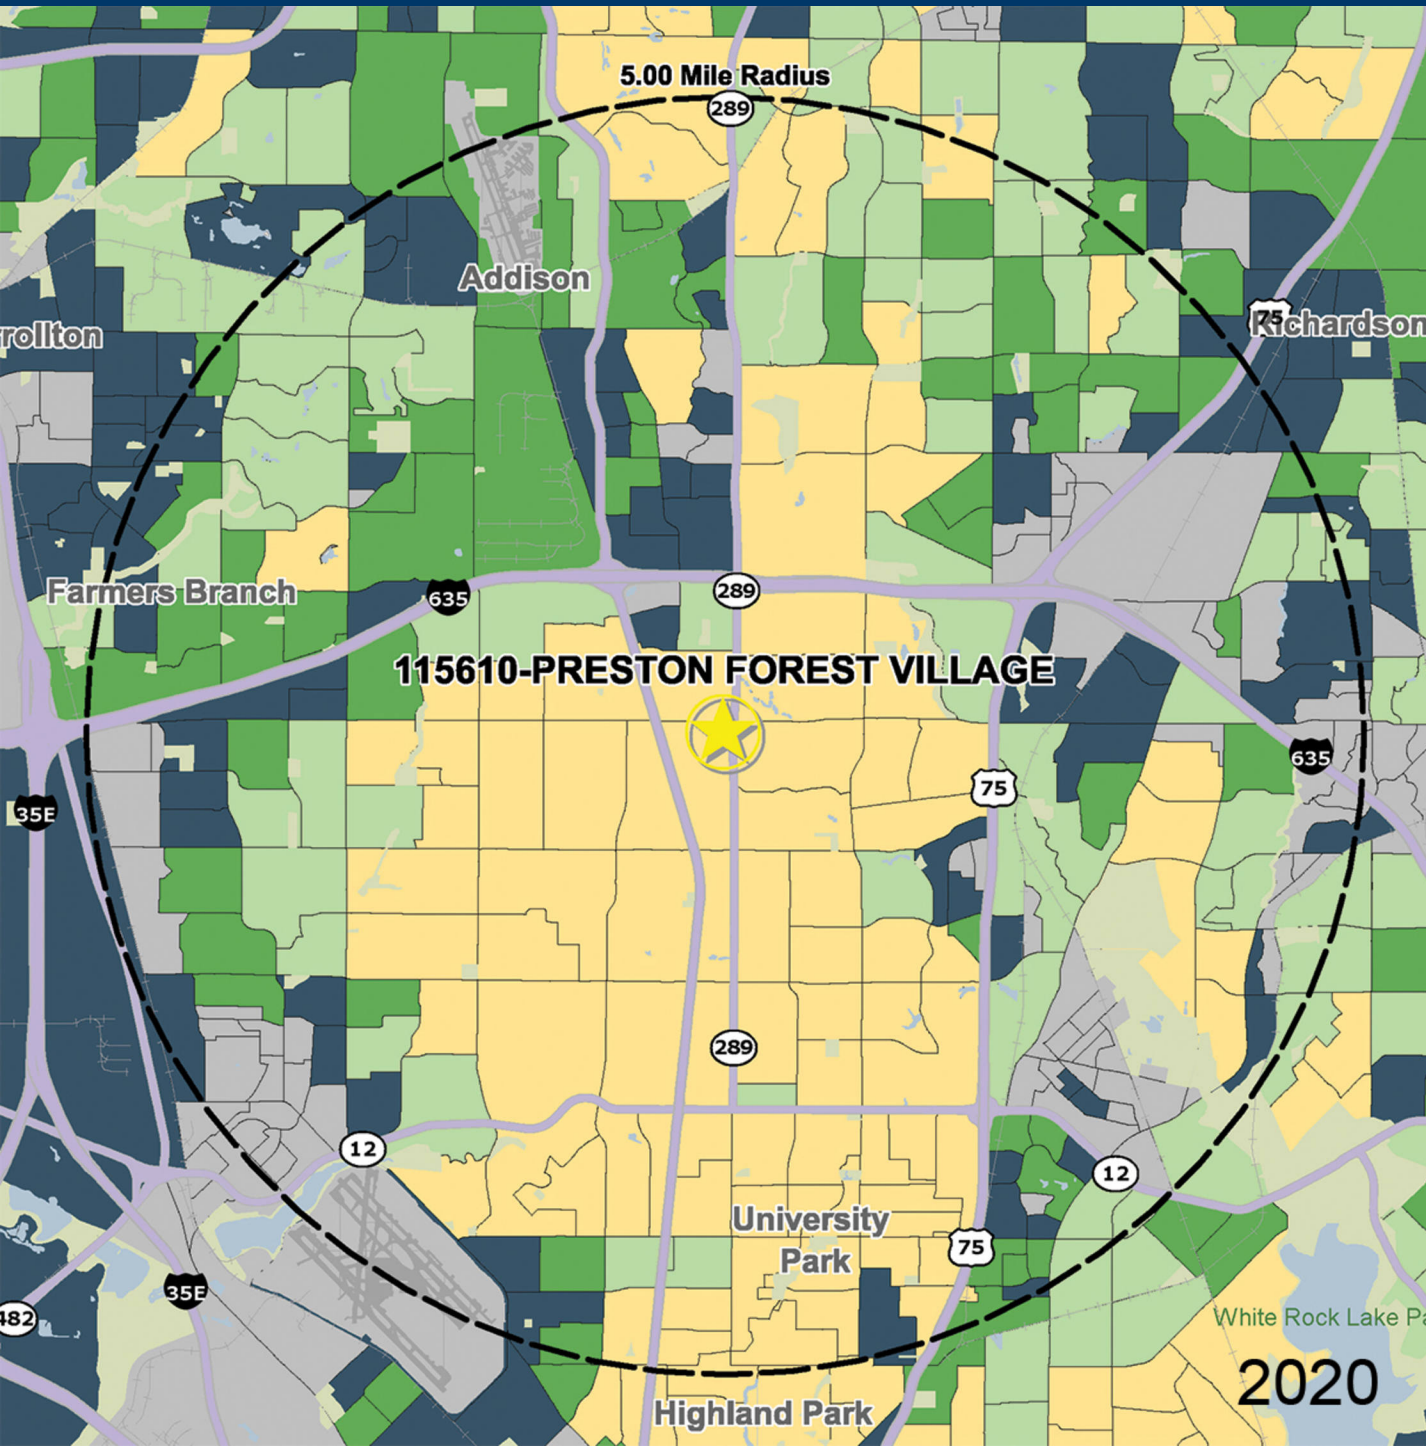 5.00 Mile Radius
289
Addison
rollton
75
Richardson
Farmers Branch
635
289
115610-PRESTON FOREST VILLAGE
75
635
35E
289
12
12
University
Park
75
35E
482
White Rock Lake Pa
2020
Highland Park